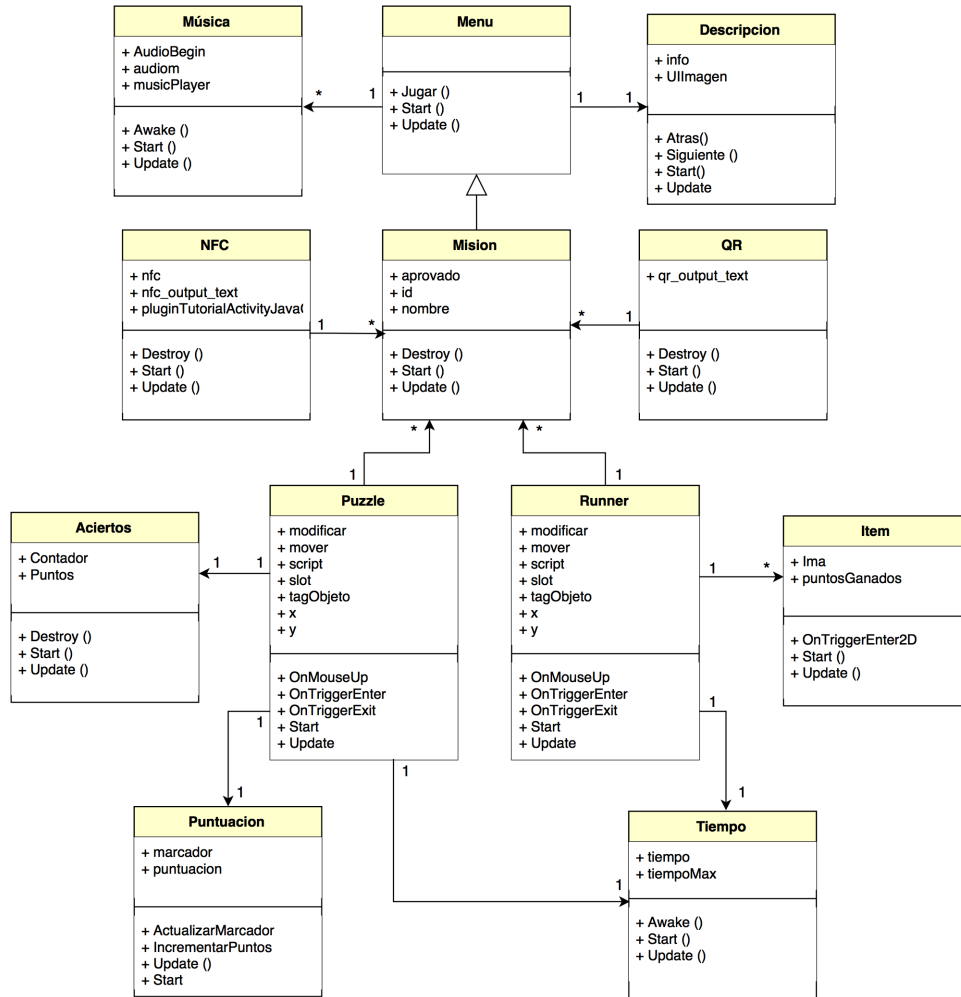 Música
+ AudioBegin
+ audiom
+ musicPlayer
+ Awake ()
+ Start ()
+ Update ()
* 1
Menu
+ Jugar ()
+ Start ()
+ Update ()
1 1
Descripcion
+ info
+ UIImagen
+ Atras()
+ Siguiente ()
+ Start()
+ Update
NFC
+ nfc
+ nfc_output_text
+ pluginTutorialActivityJava(
+ Destroy ()
+ Start ()
+ Update ()
1 *
Mision
+ aprovado
+ id
+ nombre
+ Destroy ()
+ Start ()
+ Update ()
* 1
QR
+ qr_output_text
+ Destroy ()
+ Start ()
+ Update ()
* *
1 1
Aciertos
+ Contador
+ Puntos
+ Destroy ()
+ Start ()
+ Update ()
1 1
Puzzle
+ modificar
+ mover
+ script
+ slot
+ tagObjeto
+ x
+ y
+ OnMouseUp
+ OnTriggerEnter
+ OnTriggerExit
+ Start
+ Update
Runner
+ modificar
+ mover
+ script
+ slot
+ tagObjeto
+ x
+ y
+ OnMouseUp
+ OnTriggerEnter
+ OnTriggerExit
+ Start
+ Update
1 *
Item
+ Ima
+ puntosGanados
+ OnTriggerEnter2D
+ Start ()
+ Update ()
1 1
1
1 1
Puntuacion
+ marcador
+ puntuacion
+ ActualizarMarcador
+ IncrementarPuntos
+ Update ()
+ Start
1
Tiempo
+ tiempo
+ tiempoMax
+ Awake ()
+ Start ()
+ Update ()